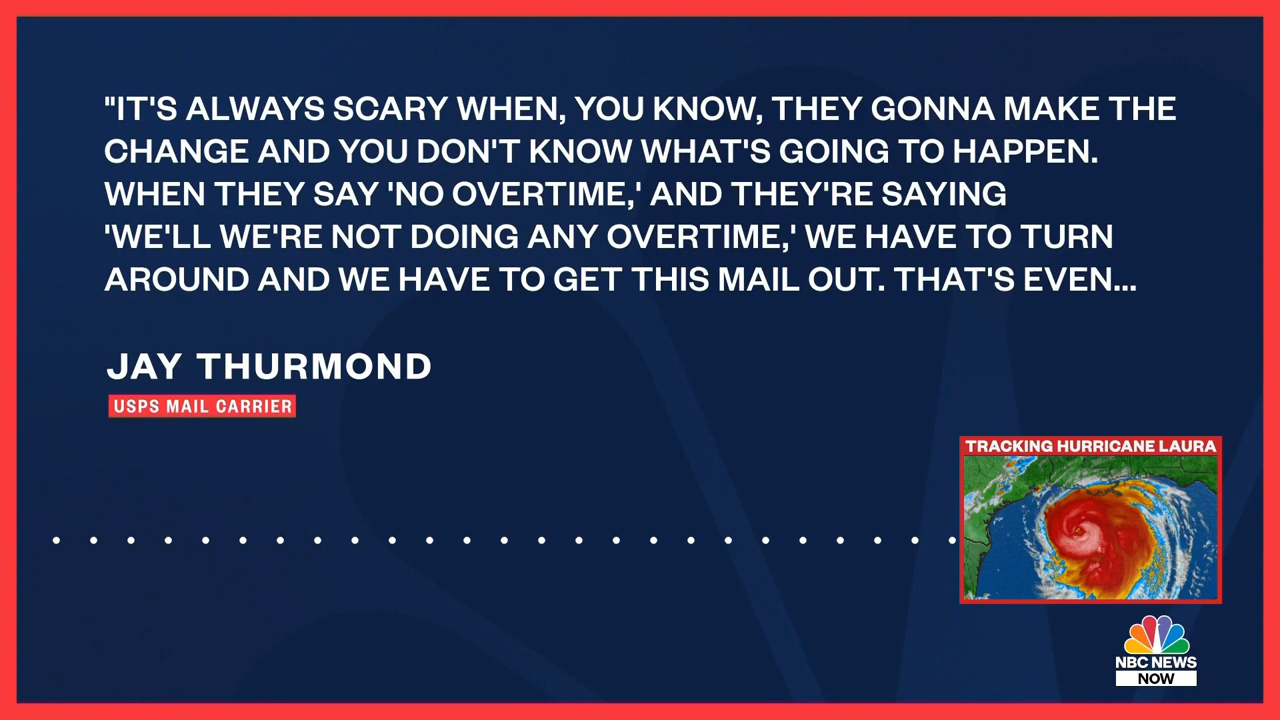 "IT'S ALWAYS SCARY WHEN, YOU KNOW, THEY GONNA MAKE THE
CHANGE AND YOU DON'T KNOW WHAT'S GOING TO HAPPEN.
WHEN THEY SAY 'NO OVERTIME,' AND THEY'RE SAYING
'WE'LL WE'RE NOT DOING ANY OVERTIME,' WE HAVE TO TURN
AROUND AND WE HAVE TO GET THIS MAIL OUT. THAT'S EVEN...
JAY THURMOND
USPS MAIL CARRIER
TRACKING HURRICANE LAURA
NBC NEWS
NOW